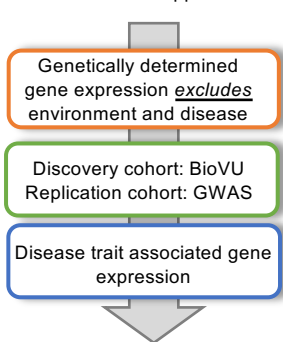 Genetically determined
gene expression excludes
environment and disease
Discovery cohort: BioVU
Replication cohort: GWAS
Disease trait associated gene
expression